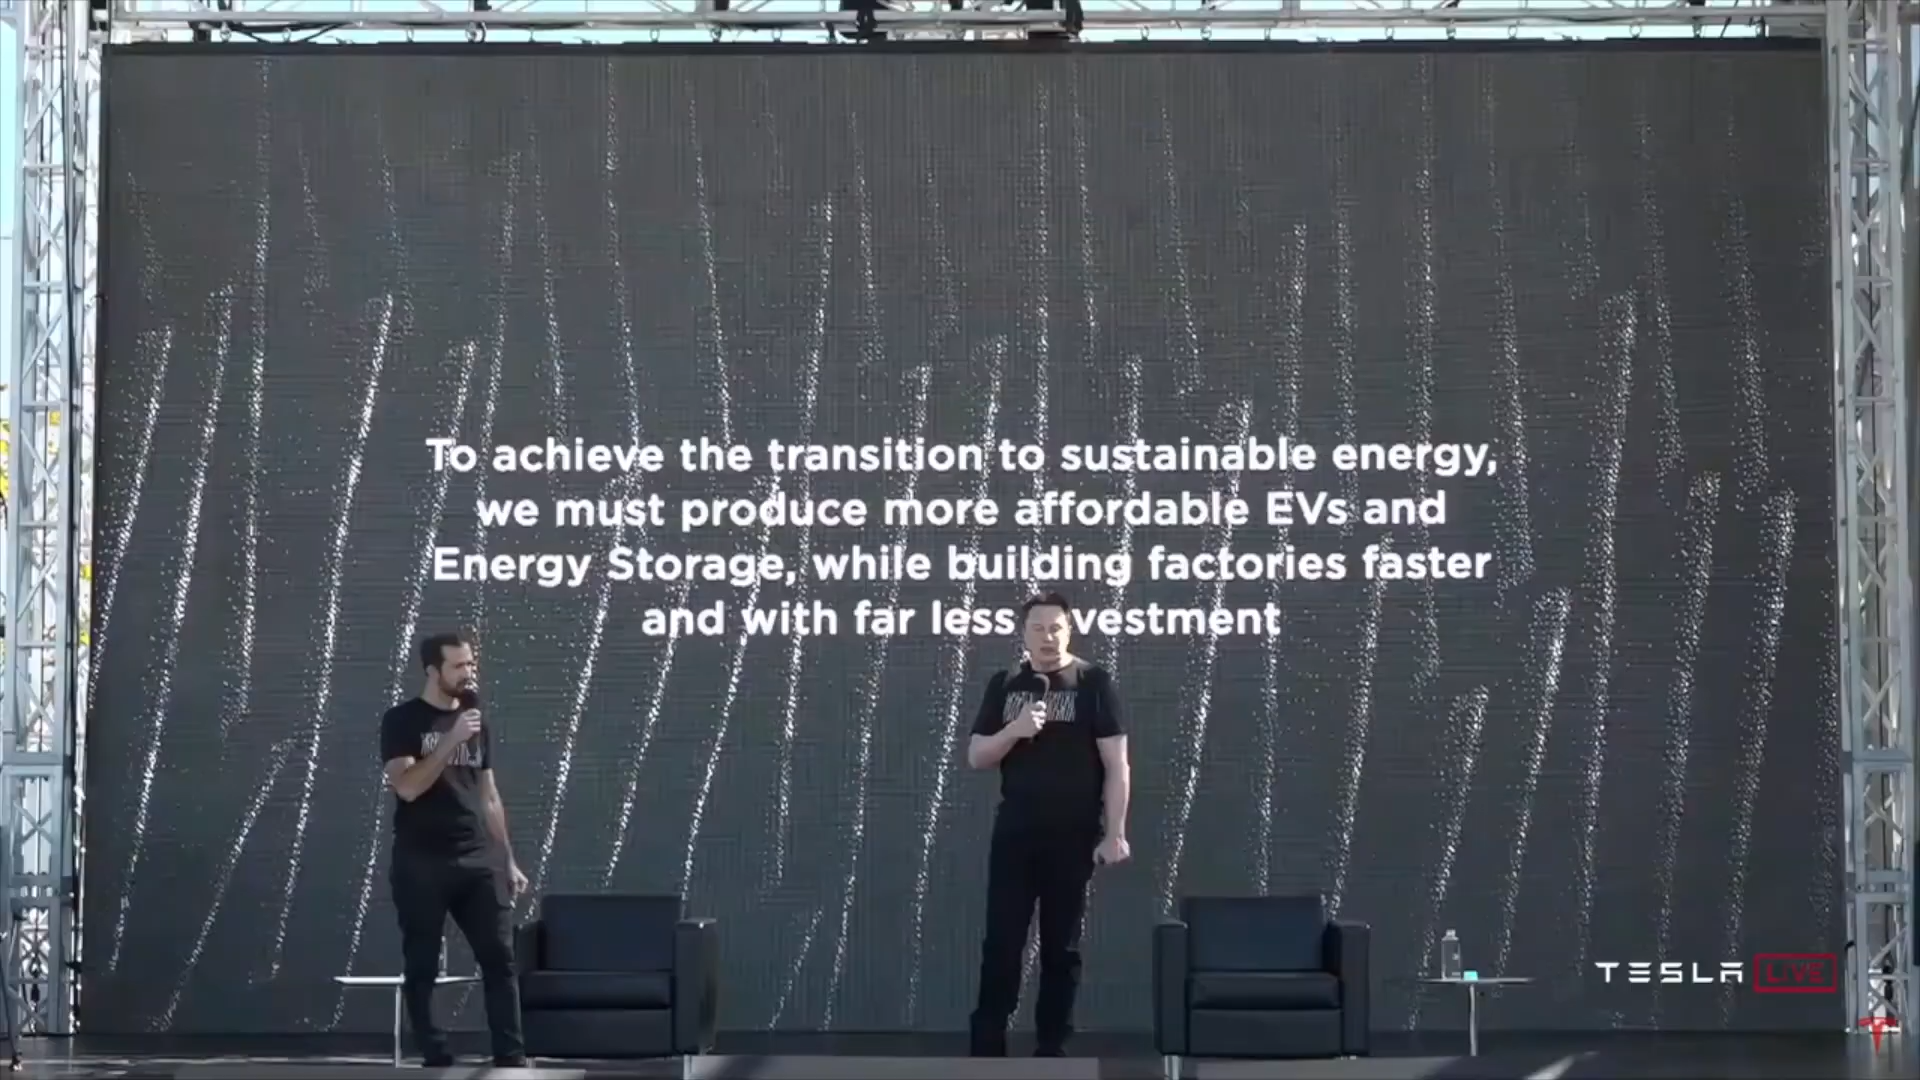 To achieve the transition to sustainable energy,
we must produce more affordable EVs and
Energy Storage, while building factories faster
and with far less vestment
TESLA LIVE